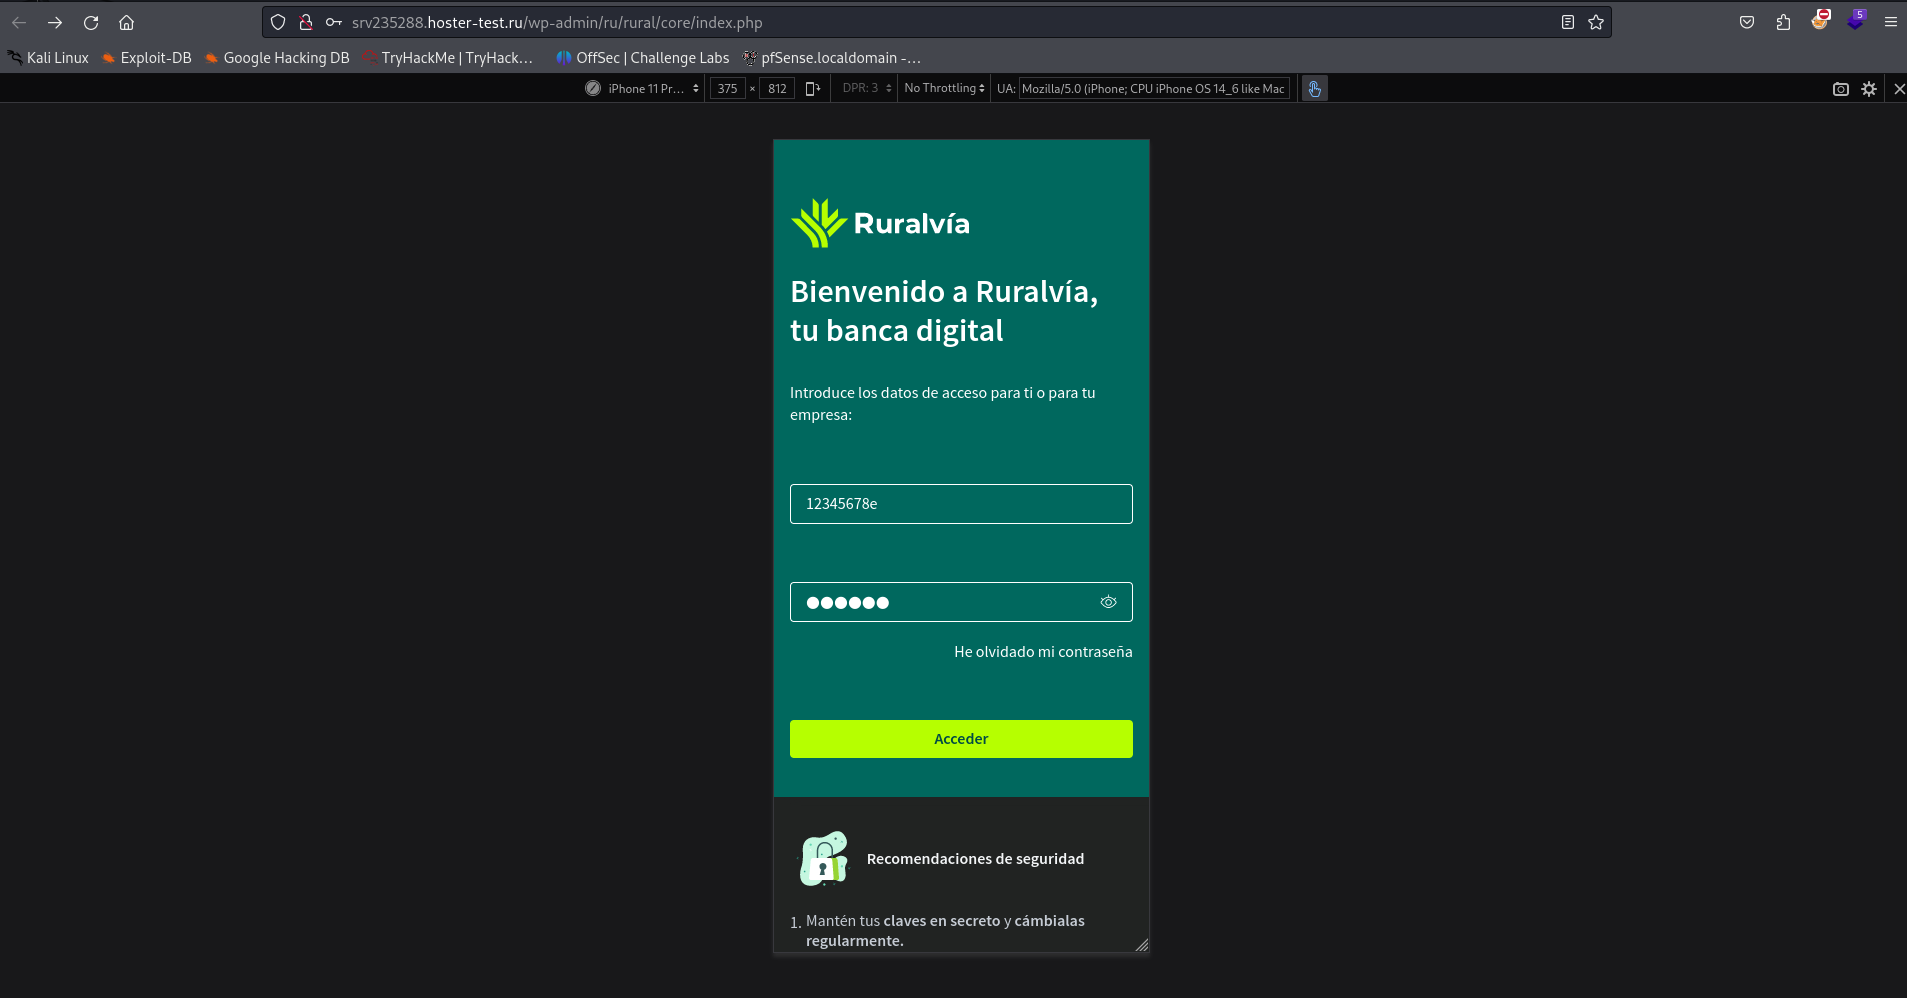 srv235288.hoster-test.ru/wp-admin/ru/rural/core/index.php
5
Kali Linux Exploit-DB Google Hacking DB TryHackMe | TryHack... OffSec | Challenge Labs pfSense.localdomain -...
iPhone 11 Pr... 375 × 812 DPR: 3 No Throttling UA: Mozilla/5.0 (iPhone; CPU iPhone OS 14_6 like Mac
Ruralvía
Bienvenido a Ruralvía,
tu banca digital
Introduce los datos de acceso para ti o para tu
empresa:
12345678e
He olvidado mi contraseña
Acceder
Recomendaciones de seguridad
1. Mantén tus claves en secreto y cámbialas
regularmente.